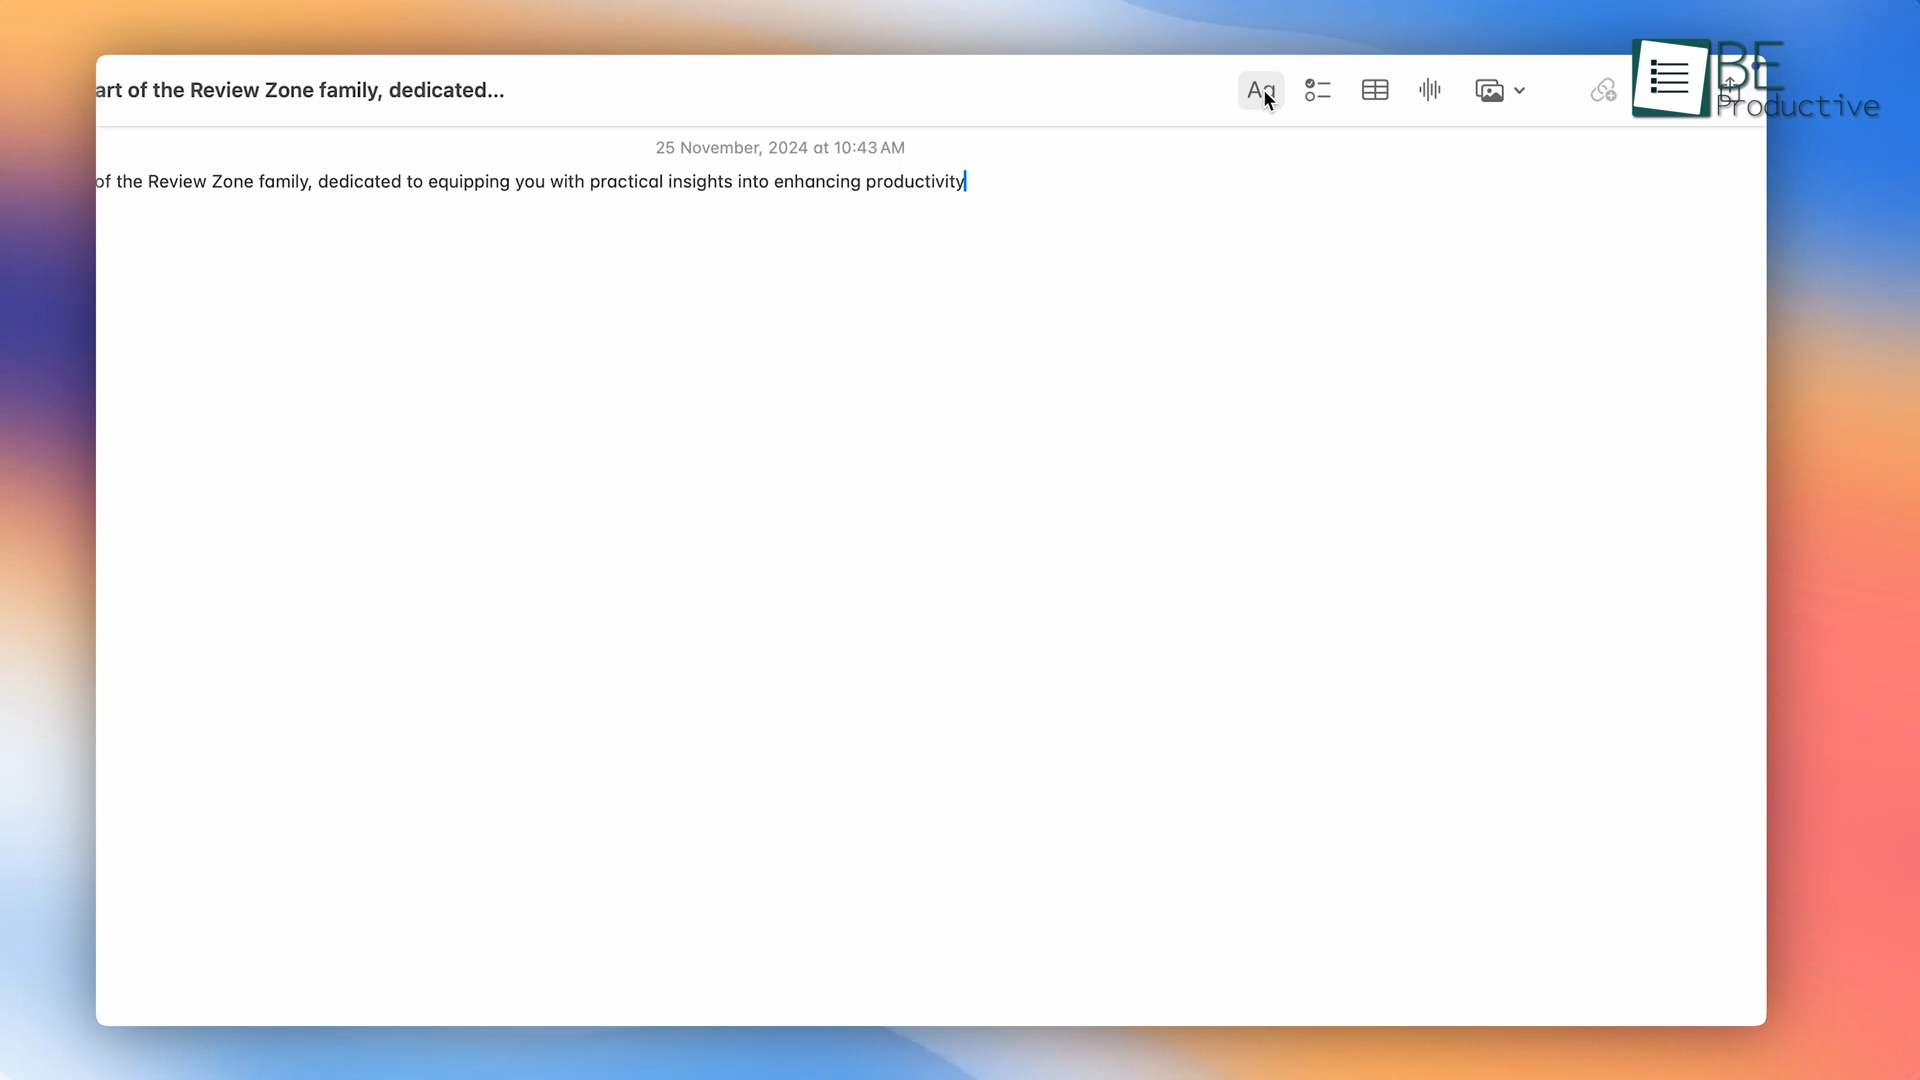 art of the Review Zone family, dedicated...
Aa
BE
Productive
25 November, 2024 at 10:43 AM
of the Review Zone family, dedicated to equipping you with practical insights into enhancing productivity